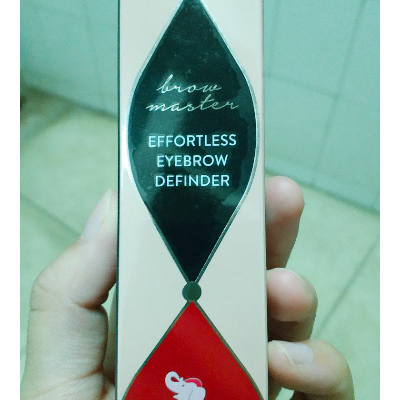 brow
master
EFFORTLESS
EYEBROW
DEFINDER